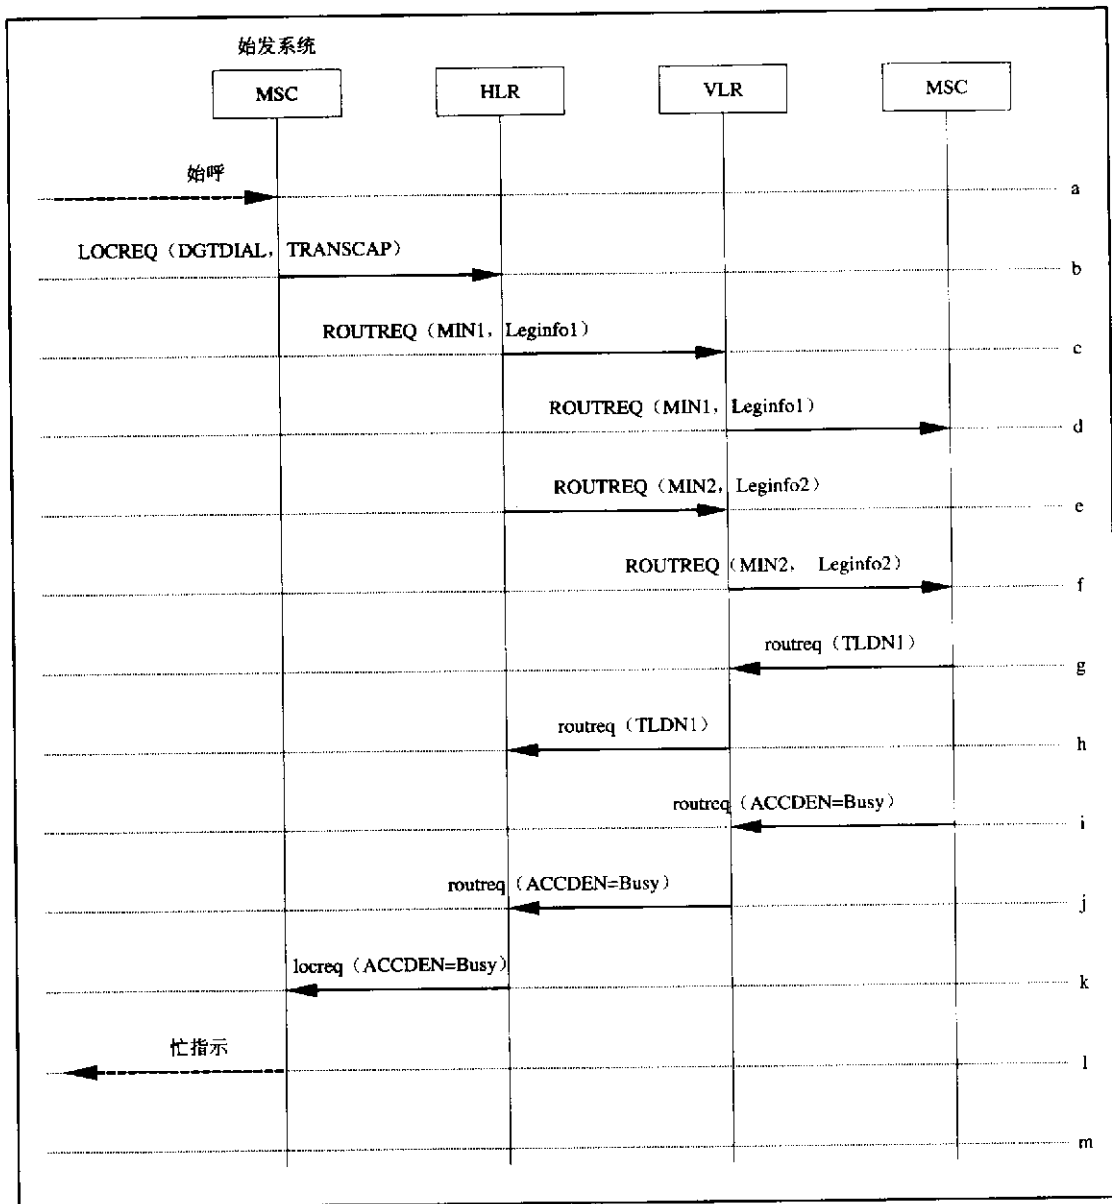 始发系统
MSC
HLR
VLR
MSC
始呼
a
LOCREQ（DGTDIAL，TRANSCAP）
b
ROUTREQ（MIN1，Leginfo1）
c
ROUTREQ（MIN1，Leginfo1）
d
ROUTREQ（MIN2，Leginfo2）
e
ROUTREQ（MIN2， Leginfo2）
f
routreq（TLDN1）
g
routreq（TLDN1）
h
routreq（ACCDEN=Busy）
i
routreq（ACCDEN=Busy）
j
locreq（ACCDEN=Busy）
k
忙指示
l
m